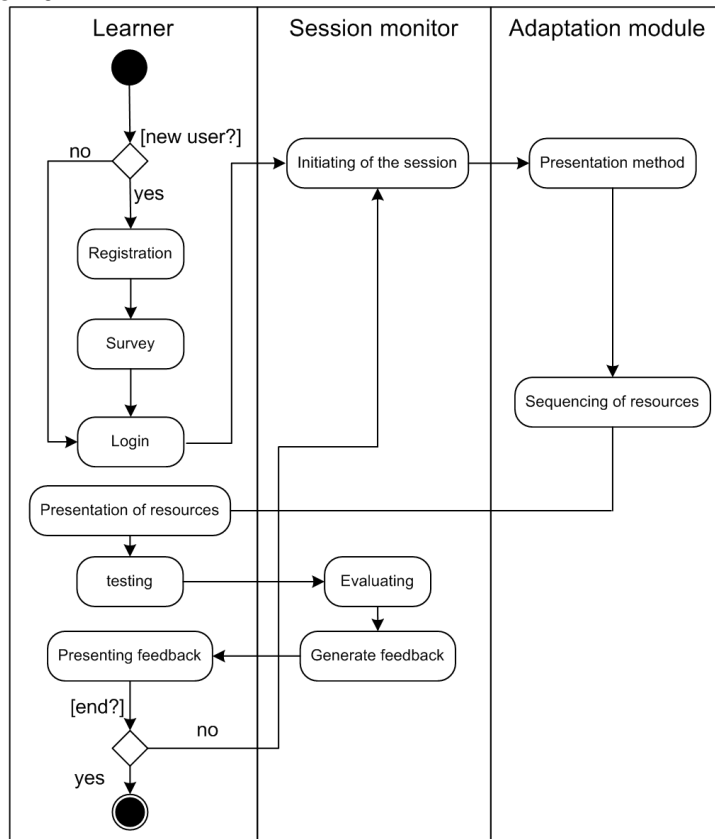 Learner
Session monitor
Adaptation module
[new user?]
no
yes
Initiating of the session
Presentation method
Registration
Survey
Sequencing of resources
Login
Presentation of resources
testing
Evaluating
Presenting feedback
Generate feedback
[end?]
no
yes